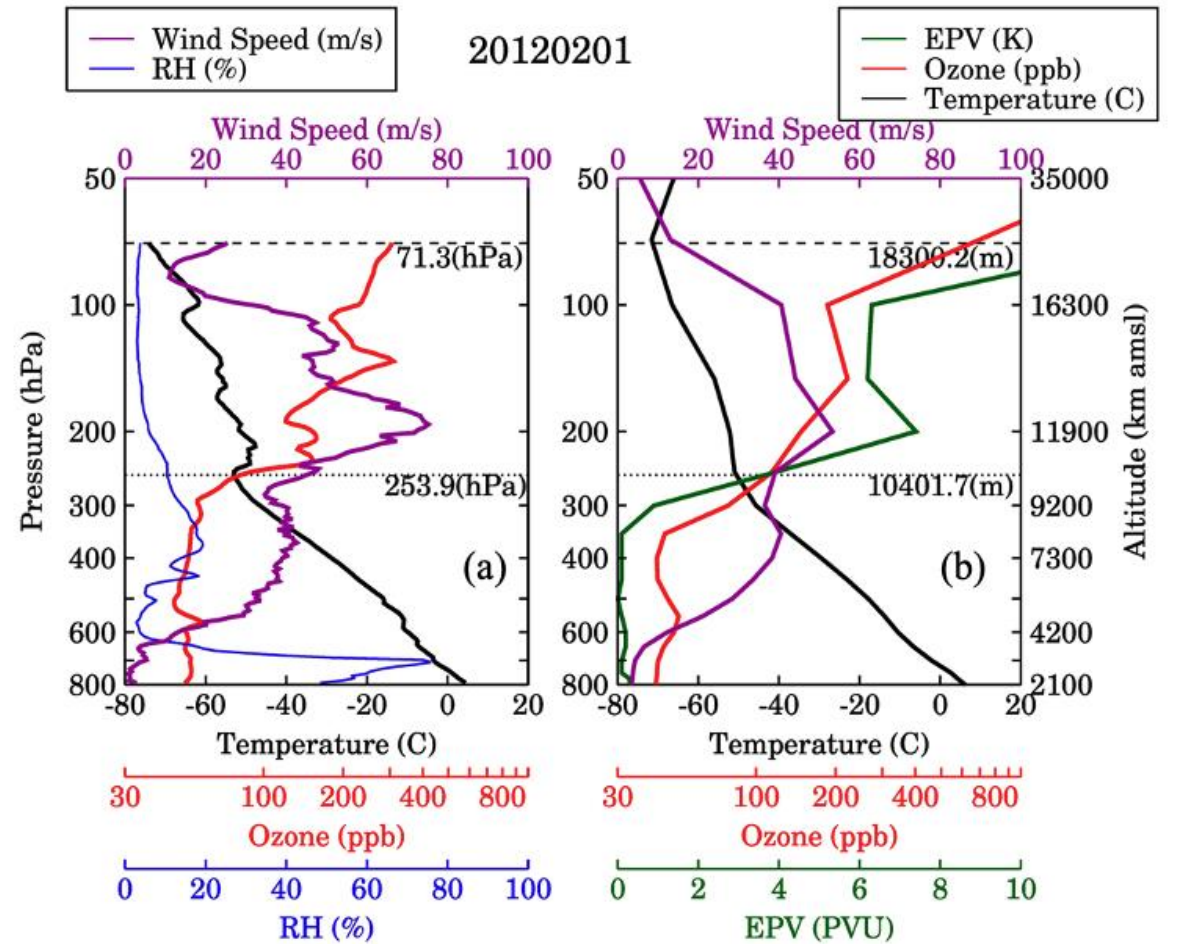 Wind Speed (m/s)
RH (%)
20120201
EPV (K)
Ozone (ppb)
Temperature (C)
Wind Speed (m/s)
0 20 40 60 80 100
Wind Speed (m/s)
0 20 40 60 80 100
Pressure (hPa)
50
100
200
300
400
600
800
71.3(hPa)
253.9(hPa)
(a)
-80 -60 -40 -20 0 20
Temperature (C)
30 100 200 400 800
Ozone (ppb)
0 20 40 60 80 100
RH (%)
50
100
200
300
400
600
800
18300.2(m)
10401.7(m)
(b)
35000
16300
11900
9200
7300
4200
2100
Altitude (km amsl)
-80 -60 -40 -20 0 20
Temperature (C)
30 100 200 400 800
Ozone (ppb)
0 2 4 6 8 10
EPV (PVU)